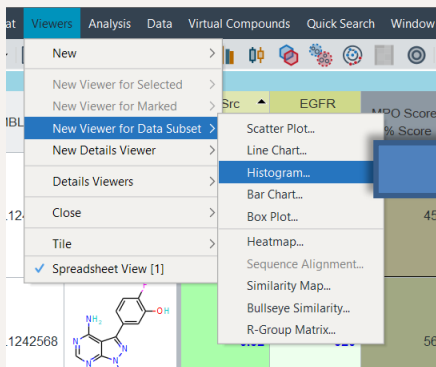 at Viewers Analysis Data Virtual Compounds Quick Search Window
New
New Viewer for Selected
New Viewer for Marked
New Viewer for Data Subset
New Details Viewer
Details Viewers
Close
Tile
Spreadsheet View [1]
Scatter Plot...
Line Chart...
Histogram...
Bar Chart...
Box Plot...
Heatmap...
Sequence Alignment...
Similarity Map...
Bullseye Similarity...
R-Group Matrix...
Src EGFR MPO Score
% Score
MBL
.124 45
NH₂
OH
N N
N N
.1242568 56